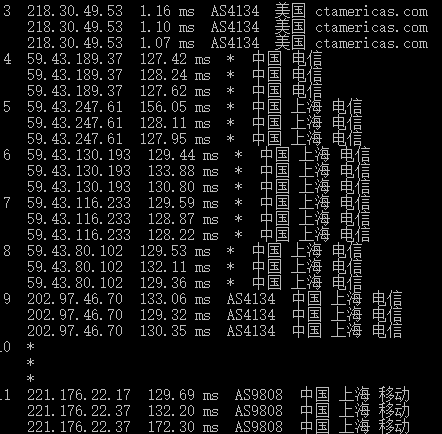 3 218.30.49.53 1.16 ms AS4134 美国 ctamericas.com
218.30.49.53 1.10 ms AS4134 美国 ctamericas.com
218.30.49.53 1.07 ms AS4134 美国 ctamericas.com
4 59.43.189.37 127.42 ms * 中国 电信
59.43.189.37 128.24 ms * 中国 电信
59.43.189.37 127.62 ms * 中国 电信
5 59.43.247.61 156.05 ms * 中国 上海 电信
59.43.247.61 128.11 ms * 中国 上海 电信
59.43.247.61 127.95 ms * 中国 上海 电信
6 59.43.130.193 129.44 ms * 中国 上海 电信
59.43.130.193 133.88 ms * 中国 上海 电信
59.43.130.193 130.80 ms * 中国 上海 电信
7 59.43.116.233 129.59 ms * 中国 上海 电信
59.43.116.233 128.87 ms * 中国 上海 电信
59.43.116.233 128.22 ms * 中国 上海 电信
8 59.43.80.102 129.53 ms * 中国 上海 电信
59.43.80.102 132.11 ms * 中国 上海 电信
59.43.80.102 129.36 ms * 中国 上海 电信
9 202.97.46.70 133.06 ms AS4134 中国 上海 电信
202.97.46.70 129.32 ms AS4134 中国 上海 电信
202.97.46.70 130.35 ms AS4134 中国 上海 电信
10 *
*
*
11 221.176.22.17 129.69 ms AS9808 中国 上海 移动
221.176.22.37 132.20 ms AS9808 中国 上海 移动
221.176.22.37 172.30 ms AS9808 中国 上海 移动